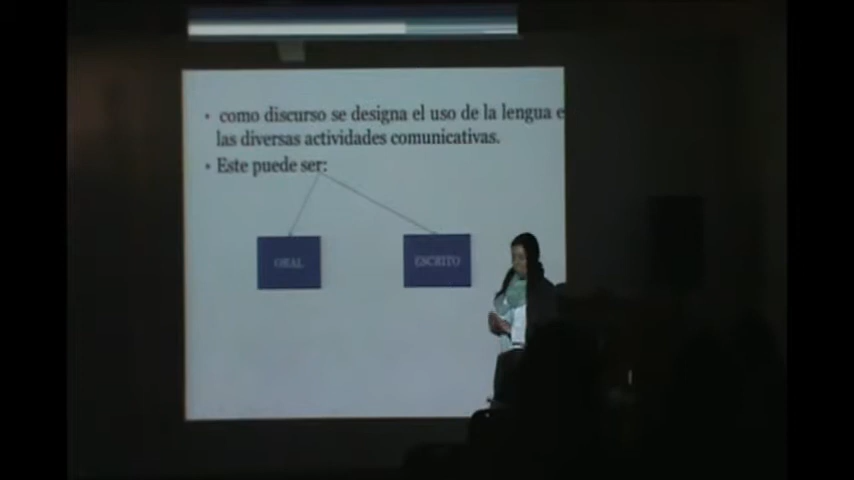 como discurso se designa el uso de la lengua e
las diversas actividades comunicativas.
Este puede ser:
ORAL
ESCRITO